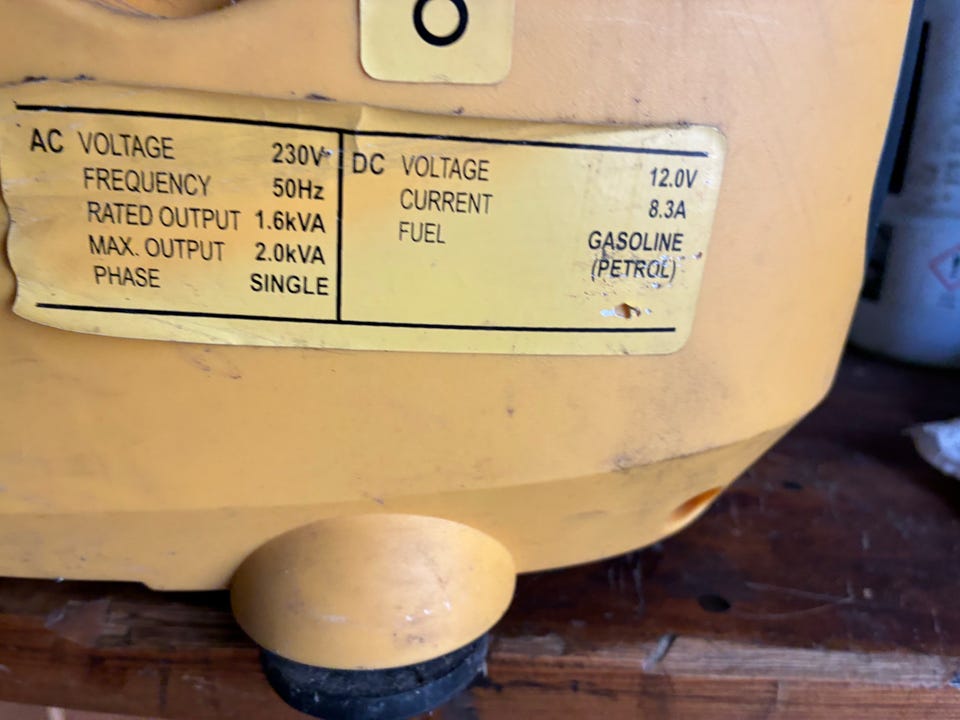 O
AC VOLTAGE 230V
FREQUENCY 50Hz
RATED OUTPUT 1.6kVA
MAX. OUTPUT 2.0kVA
PHASE SINGLE
DC VOLTAGE 12.0V
CURRENT 8.3A
FUEL GASOLINE
(PETROL)